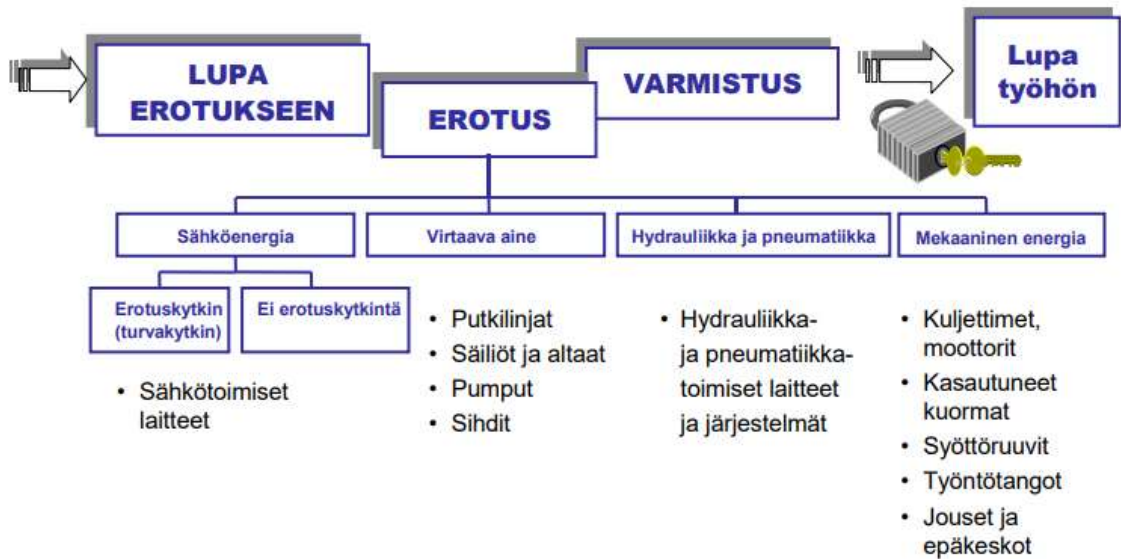 LUPA
EROTUKSEEN
EROTUS
VARMISTUS
Lupa
työhön
Sähköenergia
Virtaava aine
Hydrauliikka ja pneumatiikka
Mekaaninen energia
Erotuskytkin
(turvakytkin)
Ei erotuskytkintä
• Sähkötoimiset
laitteet
• Putkilinjat
• Säiliöt ja altaat
• Pumput
• Sihdit
• Hydrauliikka-
ja pneumatiikka-
toimiset laitteet
ja järjestelmät
• Kuljettimet,
moottorit
• Kasautuneet
kuormat
• Syöttöruuvit
• Työntötangot
• Jouset ja
epäkeskot